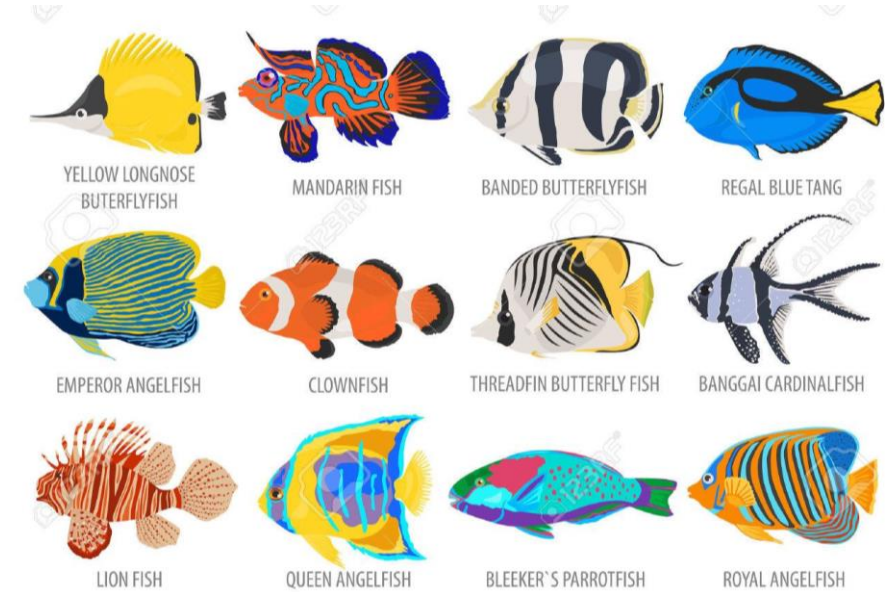 YELLOW LONGNOSE
BUTERFLYFISH
MANDARIN FISH
BANDED BUTTERFLYFISH
REGAL BLUE TANG
EMPEROR ANGELFISH
CLOWNFISH
THREADFIN BUTTERFLY FISH
BANGGAI CARDINALFISH
LION FISH
QUEEN ANGELFISH
BLEEKER`S PARROTFISH
ROYAL ANGELFISH